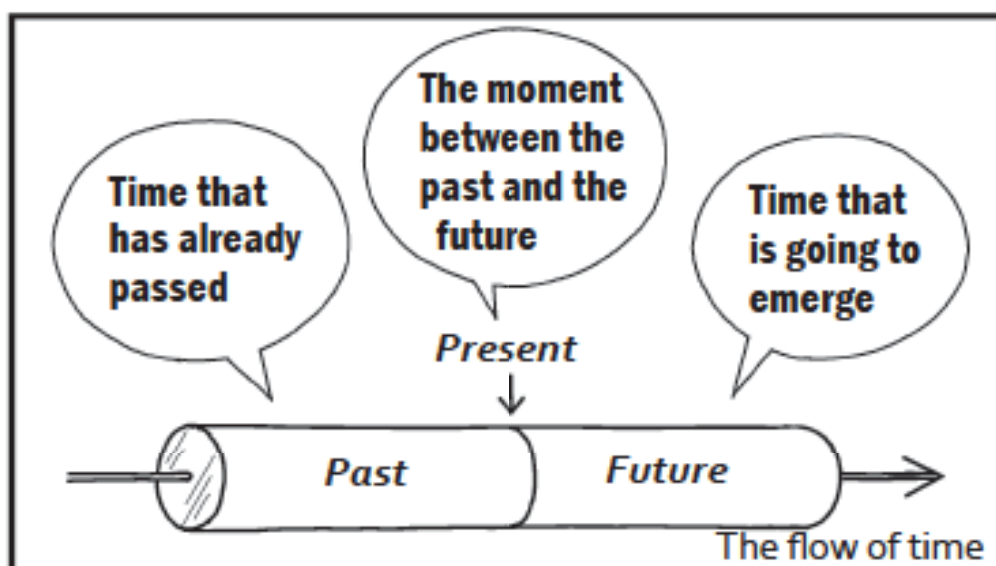 The moment
between the
past and the
future
Time that
has already
passed
Time that
is going to
emerge
Present
Past
Future
The flow of time